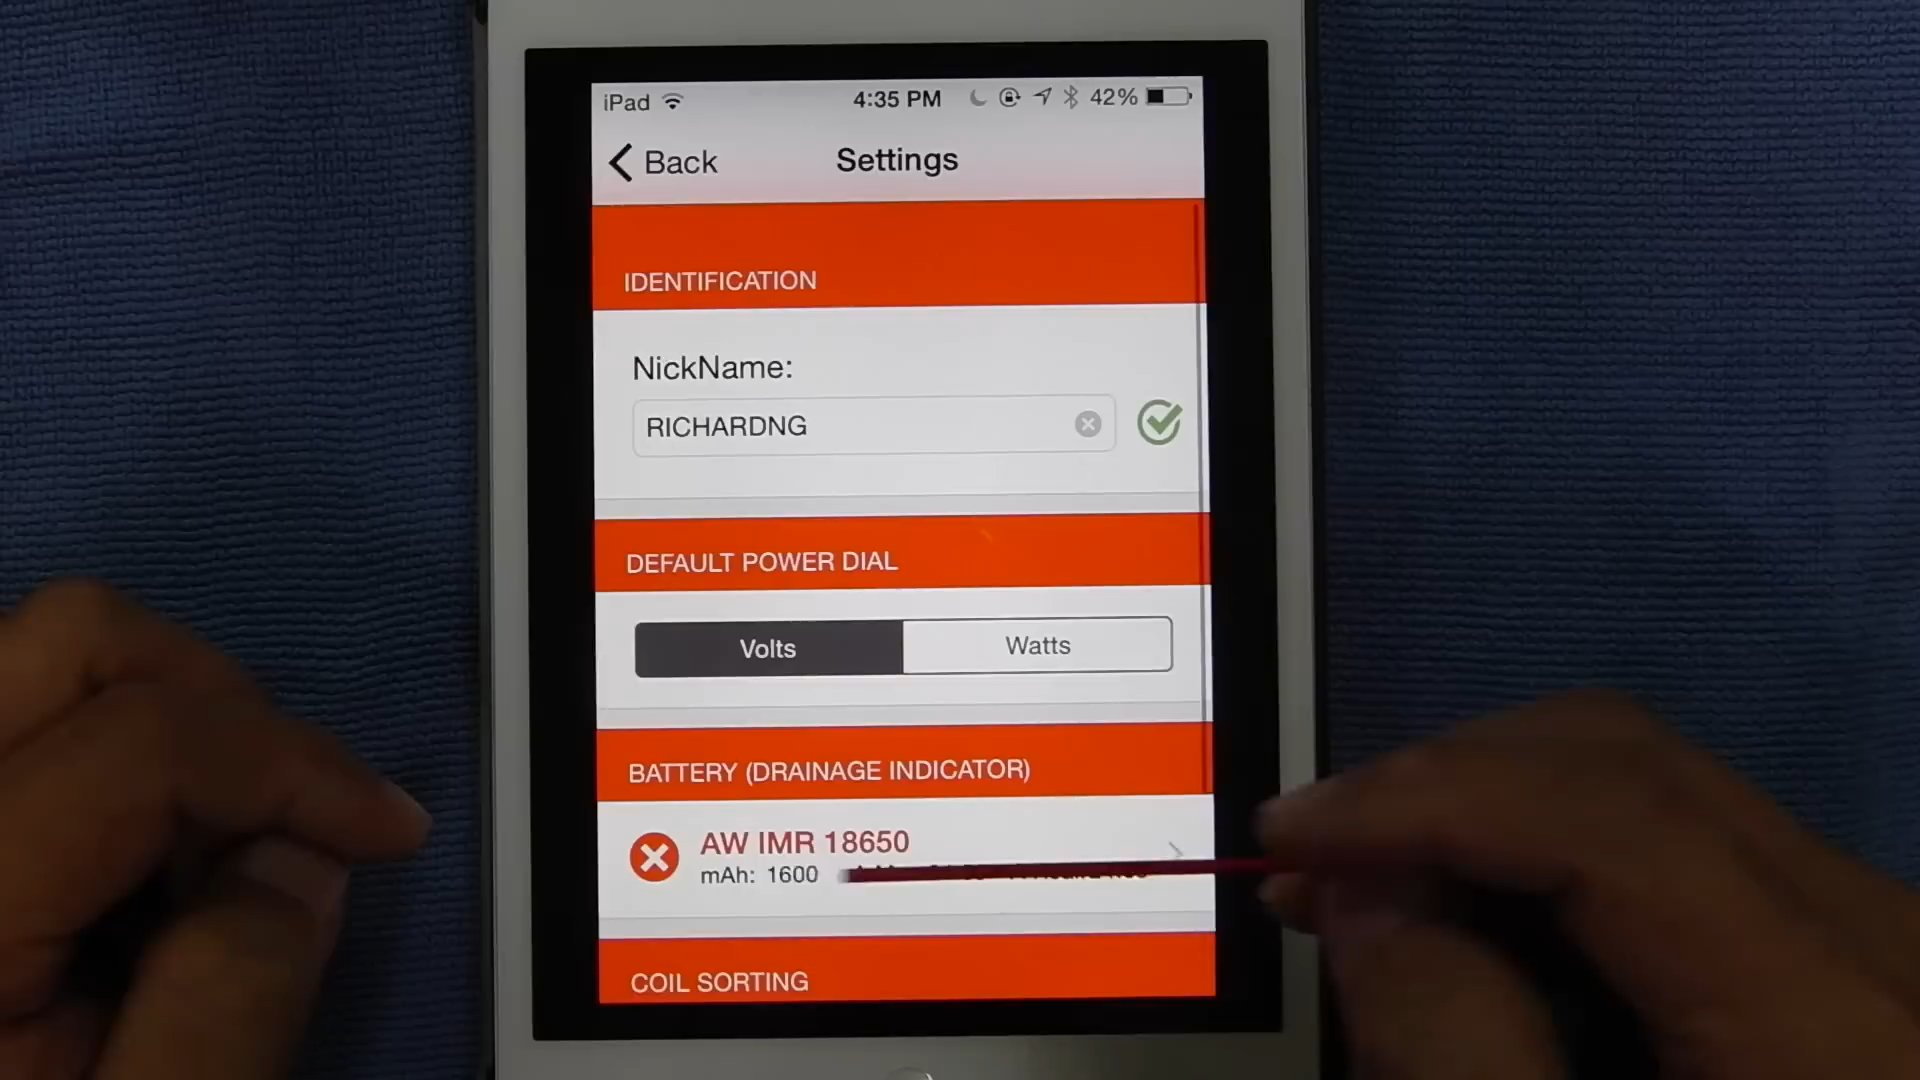 iPad 4:35 PM 42%
Back Settings
IDENTIFICATION
NickName:
RICHARDNG
DEFAULT POWER DIAL
Volts Watts
BATTERY (DRAINAGE INDICATOR)
AW IMR 18650
mAh: 1600
COIL SORTING